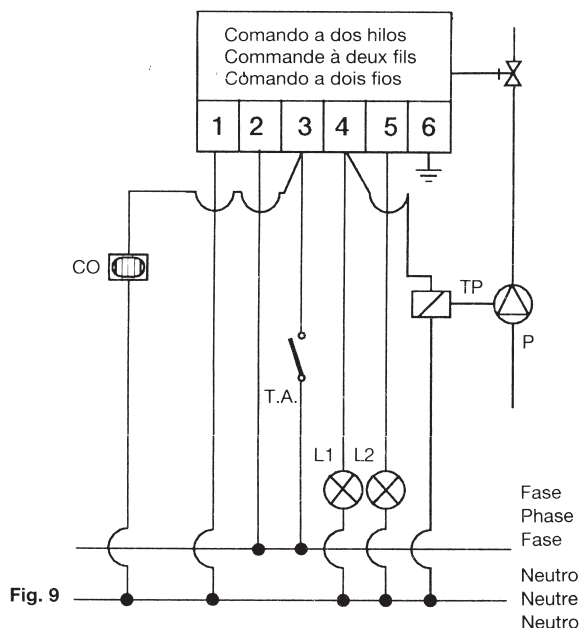 Comando a dos hilos
Commande à deux fils
Comando a dois fios
1 2 3 4 5 6
CO
TP
P
T.A.
L1 L2
Fase
Phase
Fase
Neutro
Fig. 9
Neutre
Neutro